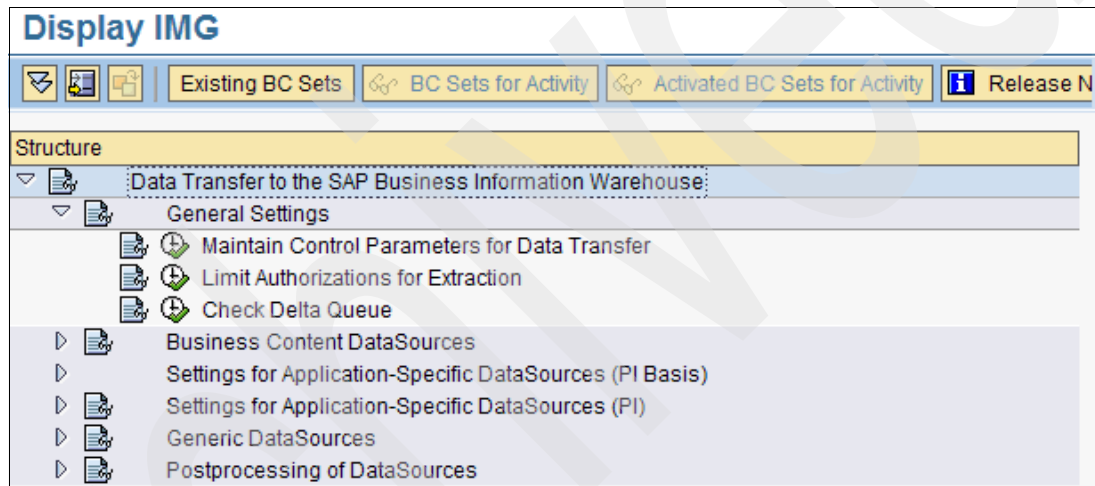 Display IMG
Existing BC Sets BC Sets for Activity Activated BC Sets for Activity Release N
Structure
Data Transfer to the SAP Business Information Warehouse
General Settings
Maintain Control Parameters for Data Transfer
Limit Authorizations for Extraction
Check Delta Queue
Business Content DataSources
Settings for Application-Specific DataSources (PI Basis)
Settings for Application-Specific DataSources (PI)
Generic DataSources
Postprocessing of DataSources